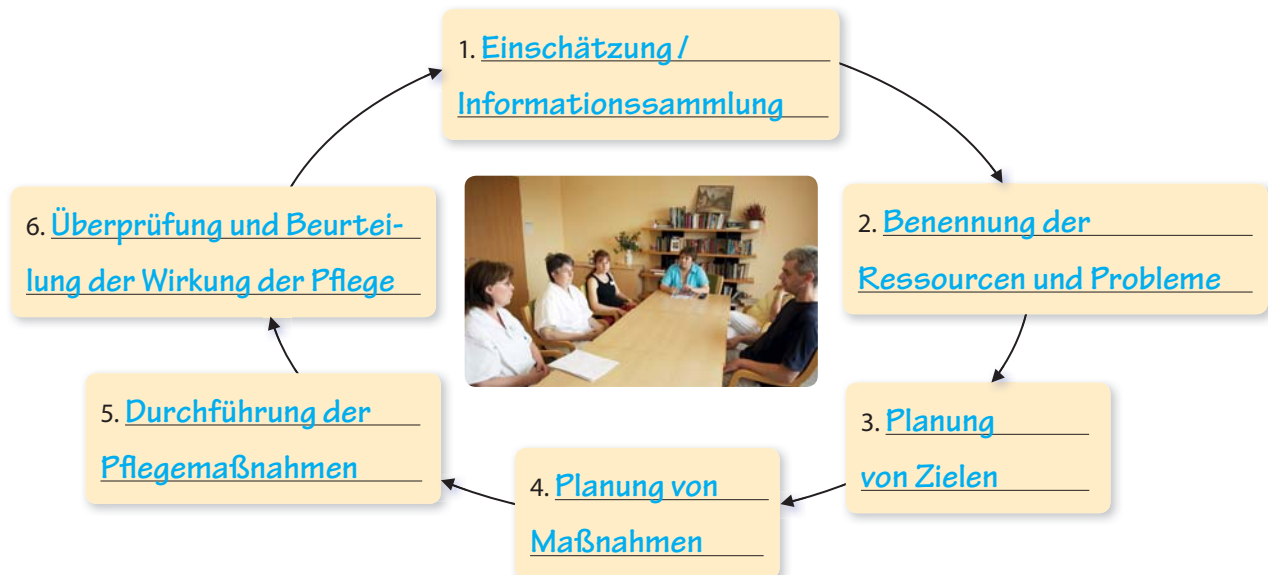 1. Einschätzung /
Informationssammlung
2. Benennung der
Ressourcen und Probleme
3. Planung
von Zielen
4. Planung von
Maßnahmen
5. Durchführung der
Pflegemaßnahmen
6. Überprüfung und Beurtei-
lung der Wirkung der Pflege